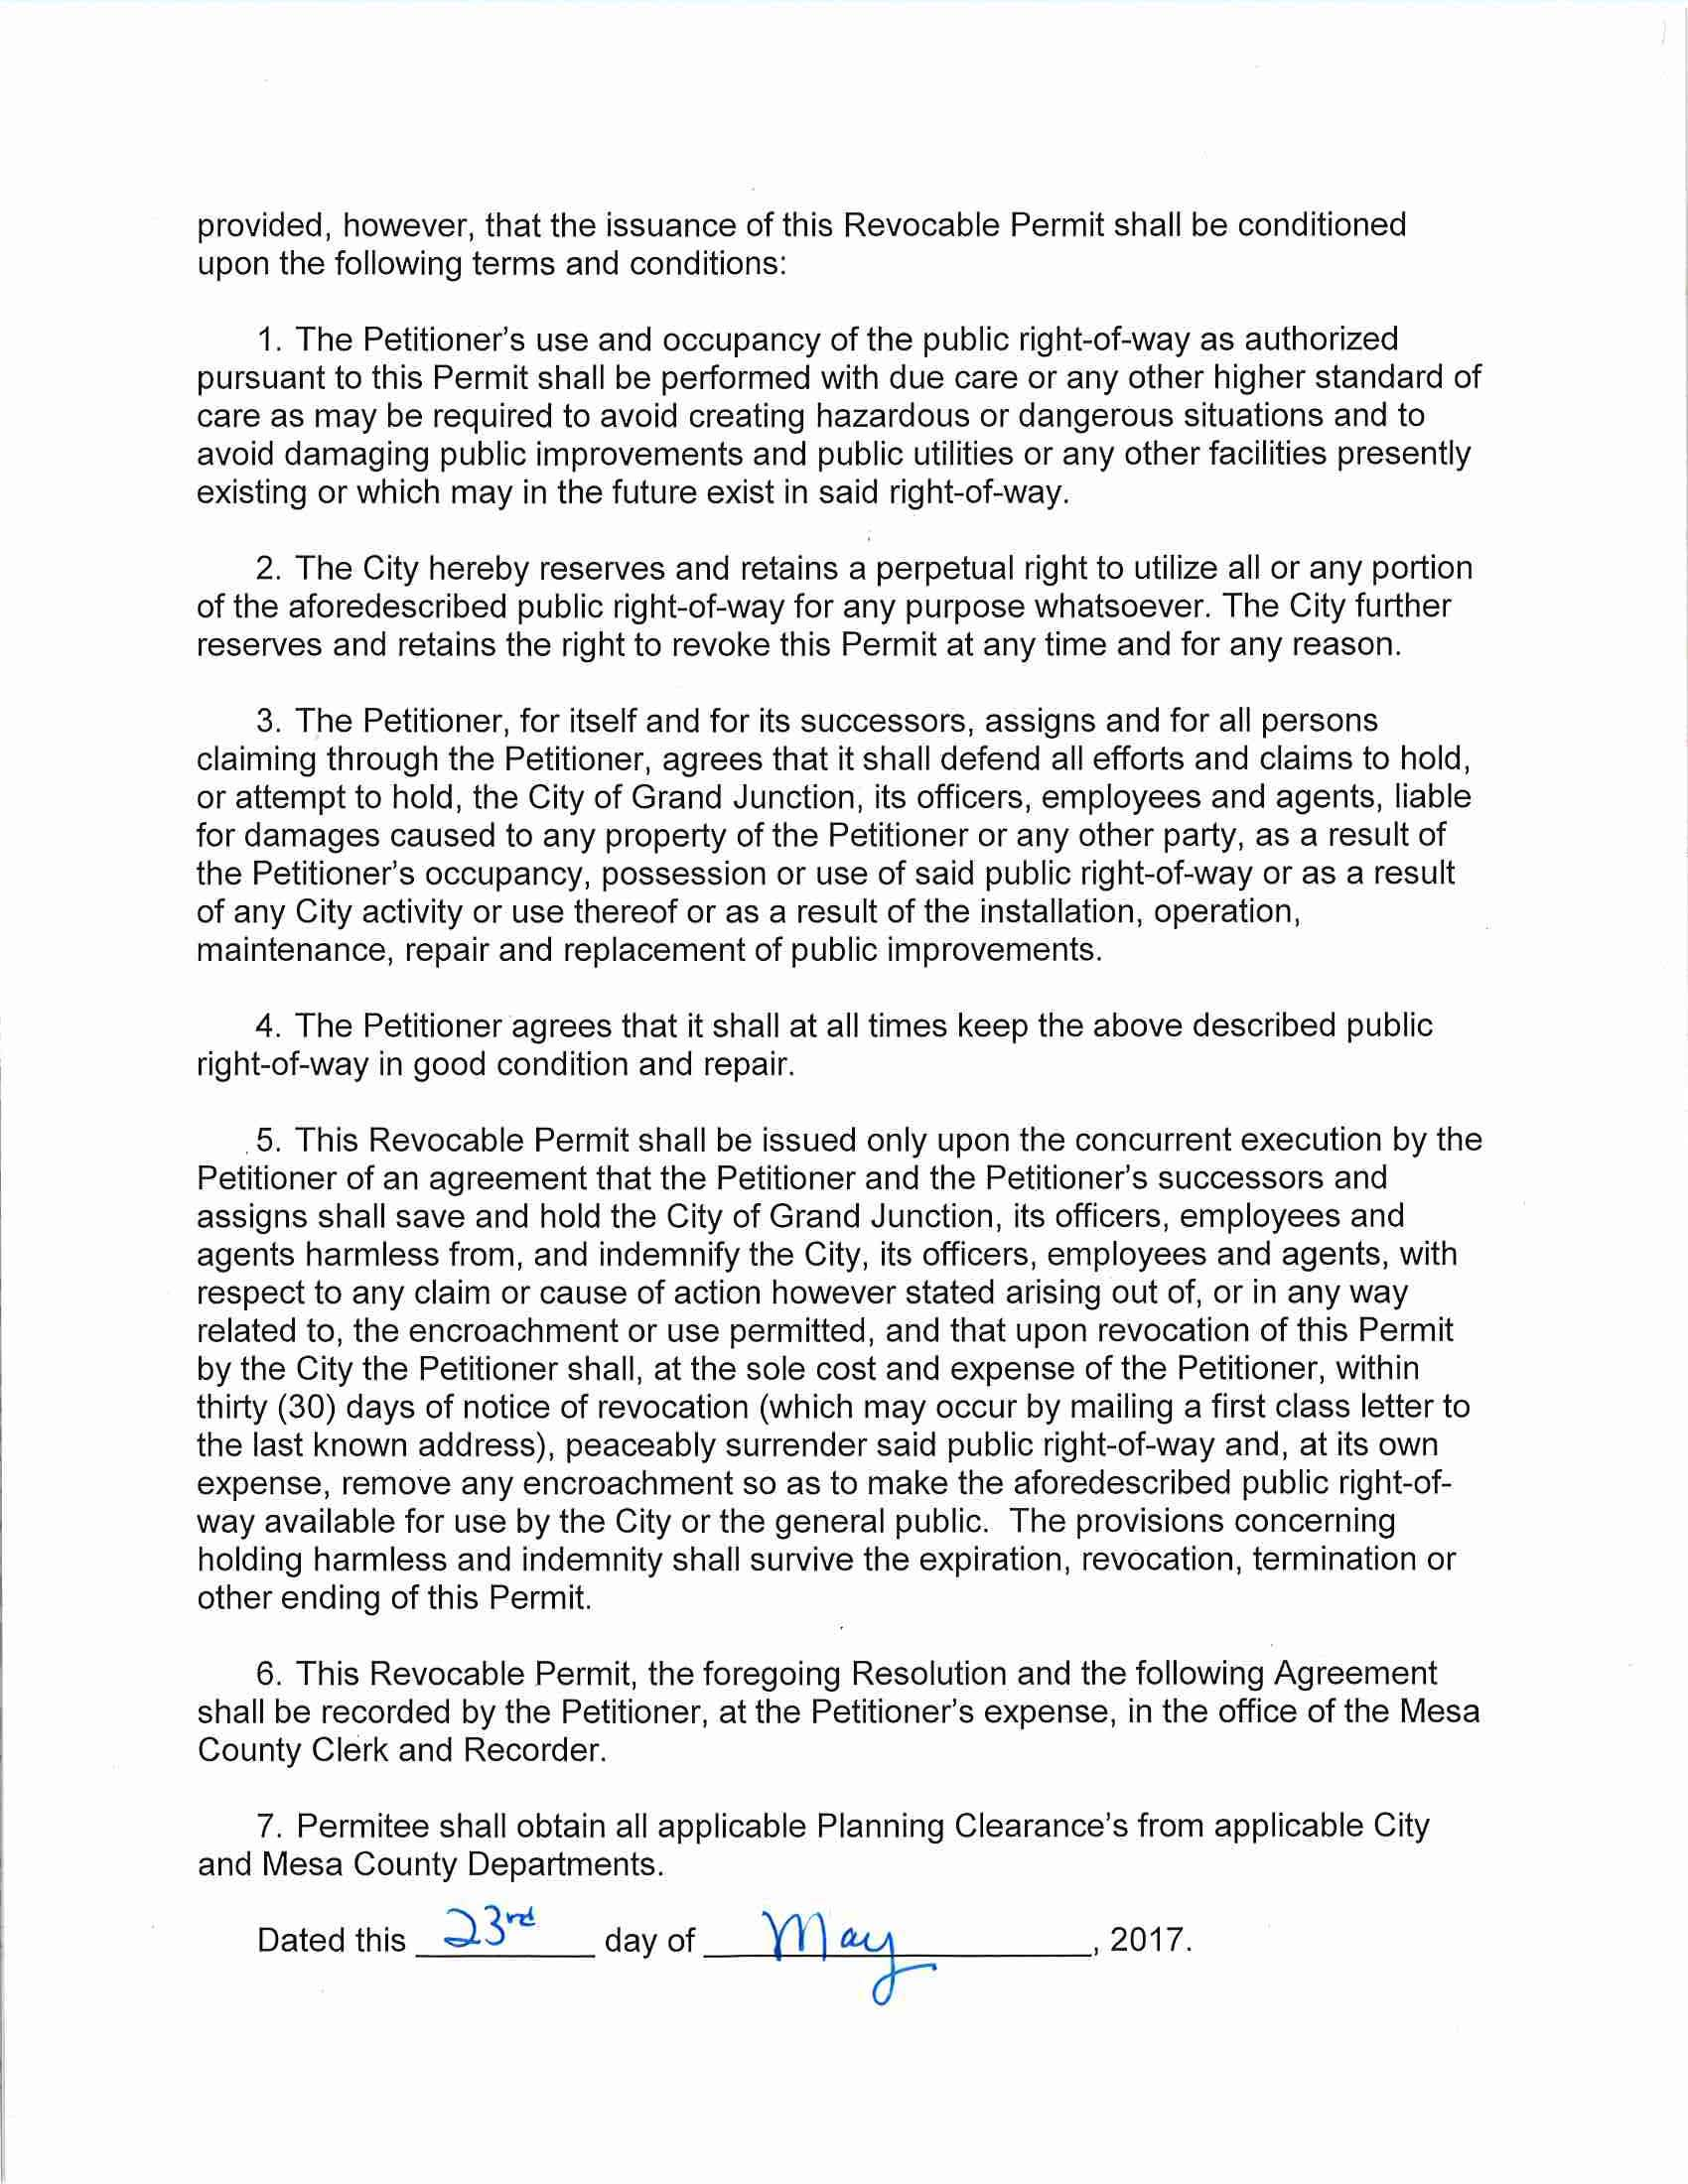 provided, however, that the issuance of this Revocable Permit shall be conditioned
upon the following terms and conditions:
1. The Petitioner's use and occupancy of the public right-of-way as authorized
pursuant to this Permit shall be performed with due care or any other higher standard of
care as may be required to avoid creating hazardous or dangerous situations and to
avoid damaging public improvements and public utilities or any other facilities presently
existing or which may in the future exist in said right-of-way.
2. The City hereby reserves and retains a perpetual right to utilize all or any portion
of the aforedescribed public right-of-way for any purpose whatsoever. The City further
reserves and retains the right to revoke this Permit at any time and for any reason.
3. The Petitioner, for itself and for its successors, assigns and for all persons
claiming through the Petitioner, agrees that it shall defend all efforts and claims to hold,
or attempt to hold, the City of Grand Junction, its officers, employees and agents, liable
for damages caused to any property of the Petitioner or any other party, as a result of
the Petitioner's occupancy, possession or use of said public right-of-way or as a result
of any City activity or use thereof or as a result of the installation, operation,
maintenance, repair and replacement of public improvements.
4. The Petitioner agrees that it shall at all times keep the above described public
right-of-way in good condition and repair.
5. This Revocable Permit shall be issued only upon the concurrent execution by the
Petitioner of an agreement that the Petitioner and the Petitioner's successors and
assigns shall save and hold the City of Grand Junction, its officers, employees and
agents harmless from, and indemnify the City, its officers, employees and agents, with
respect to any claim or cause of action however stated arising out of, or in any way
related to, the encroachment or use permitted, and that upon revocation of this Permit
by the City the Petitioner shall, at the sole cost and expense of the Petitioner, within
thirty (30) days of notice of revocation (which may occur by mailing a first class letter to
the last known address), peaceably surrender said public right-of-way and, at its own
expense, remove any encroachment so as to make the aforedescribed public right-of-
way available for use by the City or the general public.  The provisions concerning
holding harmless and indemnity shall survive the expiration, revocation, termination or
other ending of this Permit.
6. This Revocable Permit, the foregoing Resolution and the following Agreement
shall be recorded by the Petitioner, at the Petitioner's expense, in the office of the Mesa
County Clerk and Recorder.
7. Permitee shall obtain all applicable Planning Clearance's from applicable City
and Mesa County Departments.
Dated this 23rd day of May, 2017.